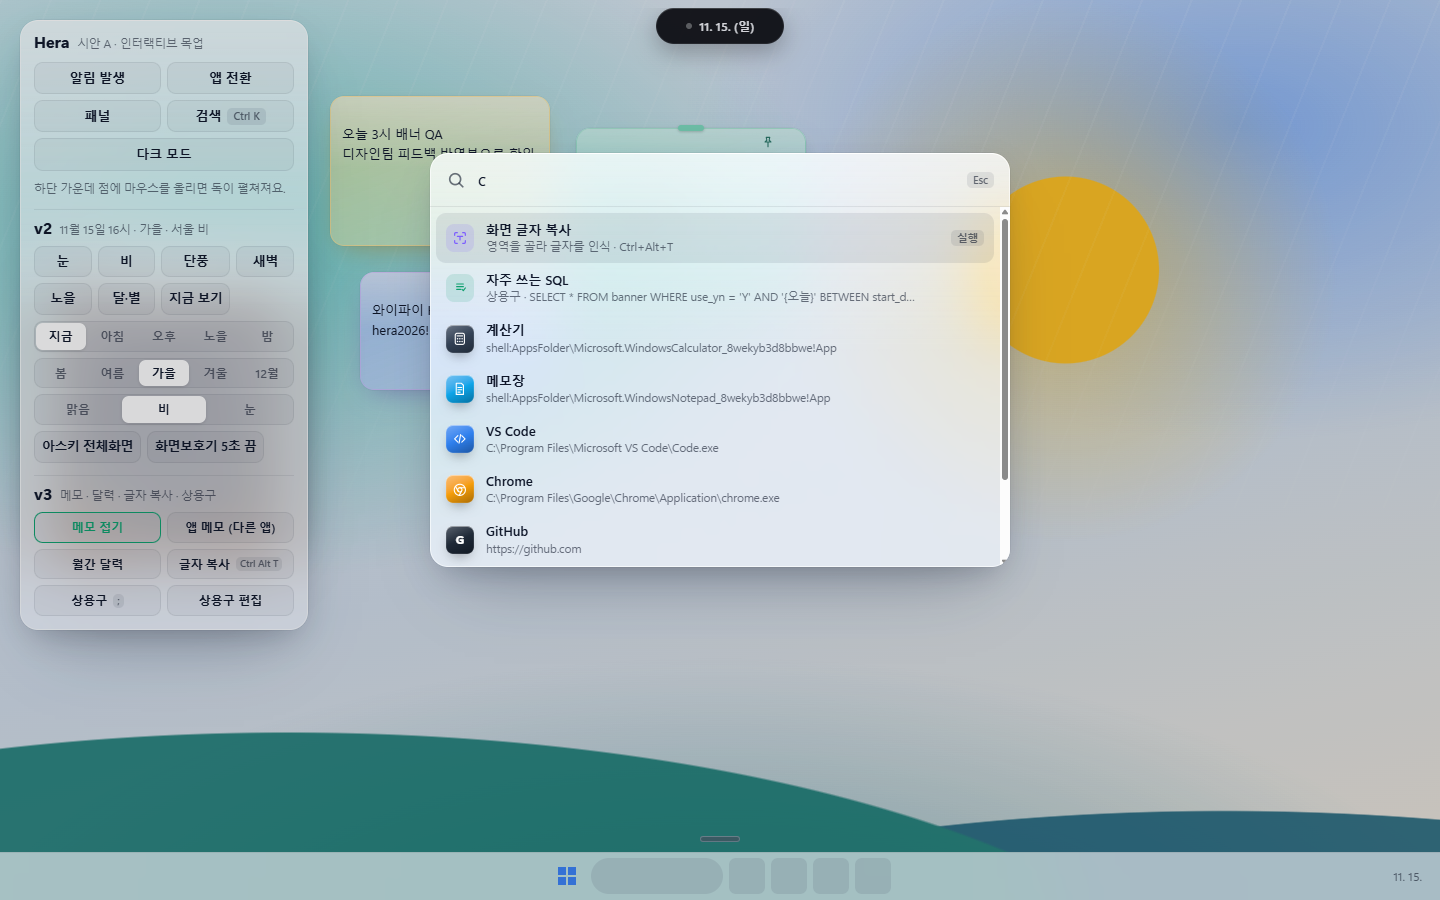 11. 15. (일)
Hera 시안 A · 인터랙티브 목업
알림 발생
앱 전환
패널
검색 Ctrl K
다크 모드
하단 가운데 점에 마우스를 올리면 독이 펼쳐져요.
v2 11월 15일 16시 · 가을 · 서울 비
눈
비
단풍
새벽
노을
달·별
지금 보기
지금
아침
오후
노을
밤
봄
여름
가을
겨울
12월
맑음
비
눈
아스키 전체화면
화면보호기 5초 끔
v3 메모 · 달력 · 글자 복사 · 상용구
메모 접기
앱 메모 (다른 앱)
월간 달력
글자 복사 Ctrl Alt T
상용구 ;
상용구 편집
오늘 3시 배너 QA
디자인팀 피드백
와이파이
hera2026!
C
Esc
화면 글자 복사
영역을 골라 글자를 인식 · Ctrl+Alt+T
실행
자주 쓰는 SQL
상용구 · SELECT * FROM banner WHERE use_yn = 'Y' AND '{오늘}' BETWEEN start_d...
계산기
shell:AppsFolder\Microsoft.WindowsCalculator_8wekyb3d8bbwe!App
메모장
shell:AppsFolder\Microsoft.WindowsNotepad_8wekyb3d8bbwe!App
VS Code
C:\Program Files\Microsoft VS Code\Code.exe
Chrome
C:\Program Files\Google\Chrome\Application\chrome.exe
G
GitHub
https://github.com
11. 15.